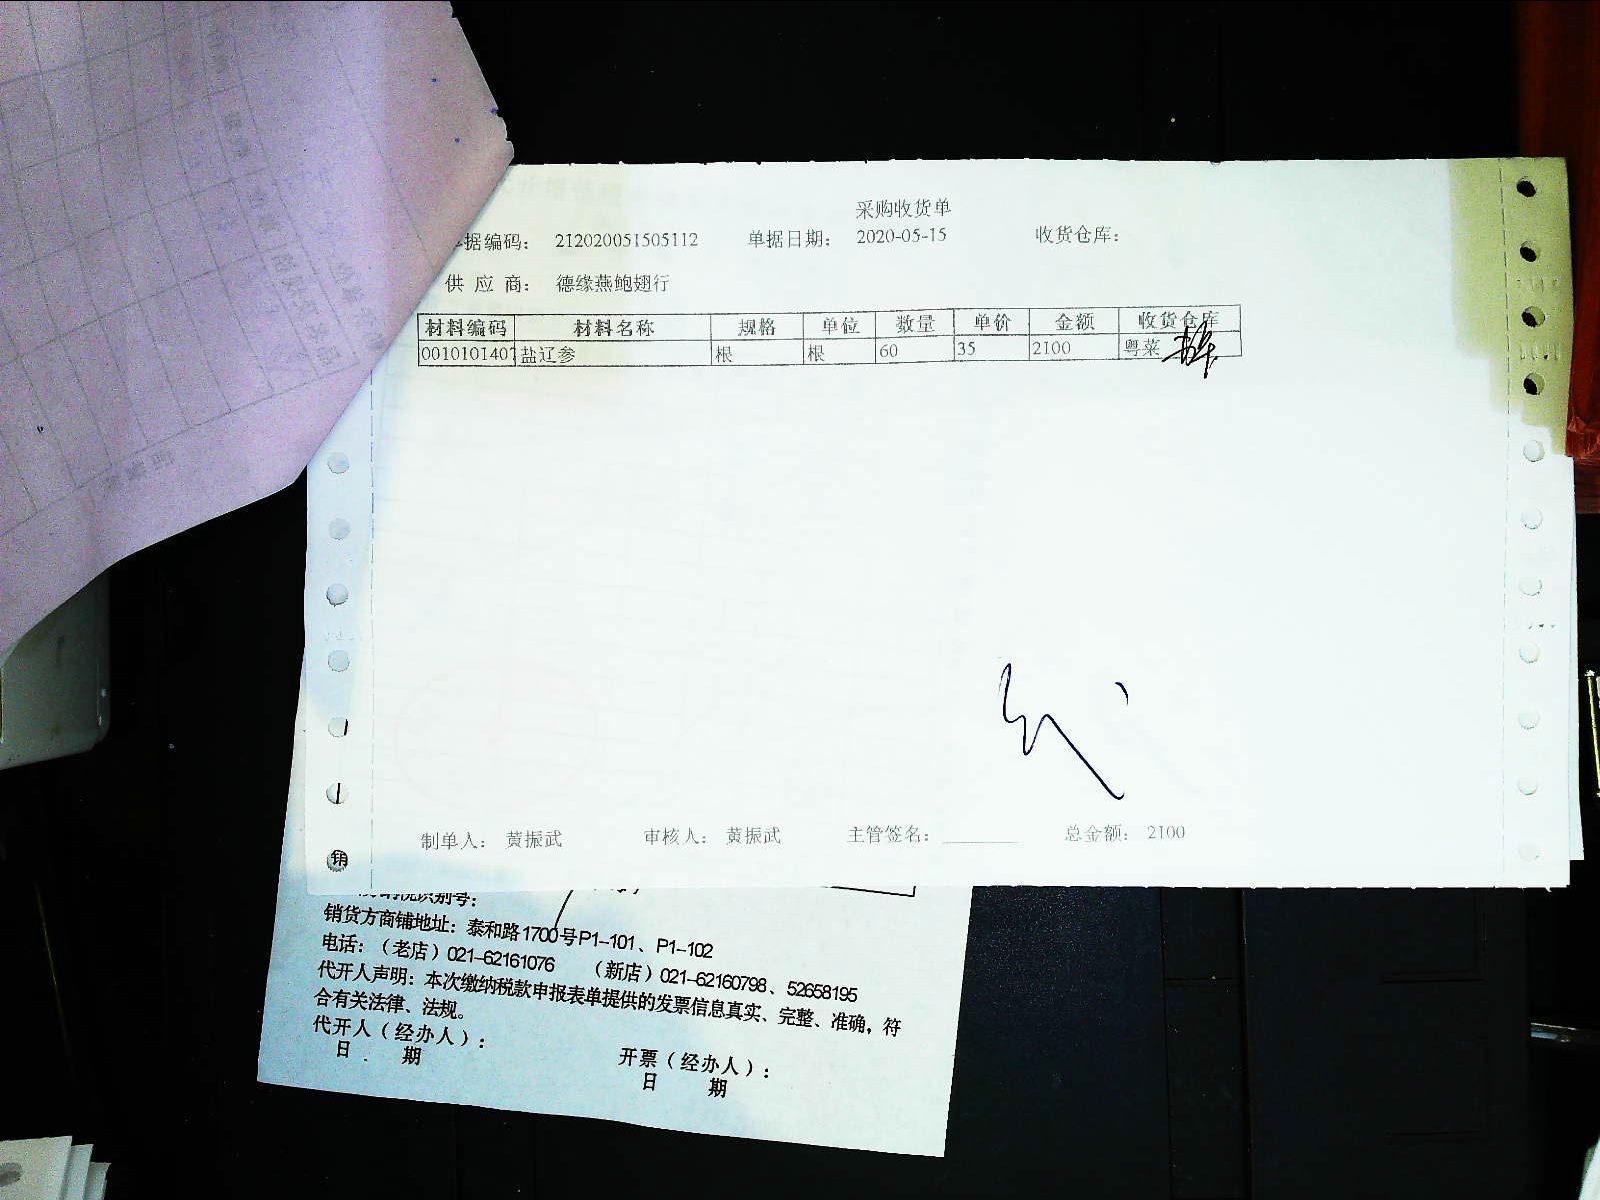 采购收货单
据编码： 212020051505112 单据日期： 2020-05-15 收货仓库：
供 应 商： 德缘燕鲍翅行
材料编码 材料名称 规格 单位 数量 单价 金额 收货仓库
0010101407 盐辽参 根 根 60 35 2100 粤菜
制单人： 黄振武 审核人： 黄振武 主管签名： 总金额： 2100
销
识别号：
销货方商铺地址：泰和路1700号P1-101、P1-102
电话：（老店）021-62161076 （新店）021-62160798、52658195
代开人声明：本次缴纳税款申报表单提供的发票信息真实、完整、准确，符
合有关法律、法规。
代开人（经办人）： 开票（经办人）：
日 期 日 期